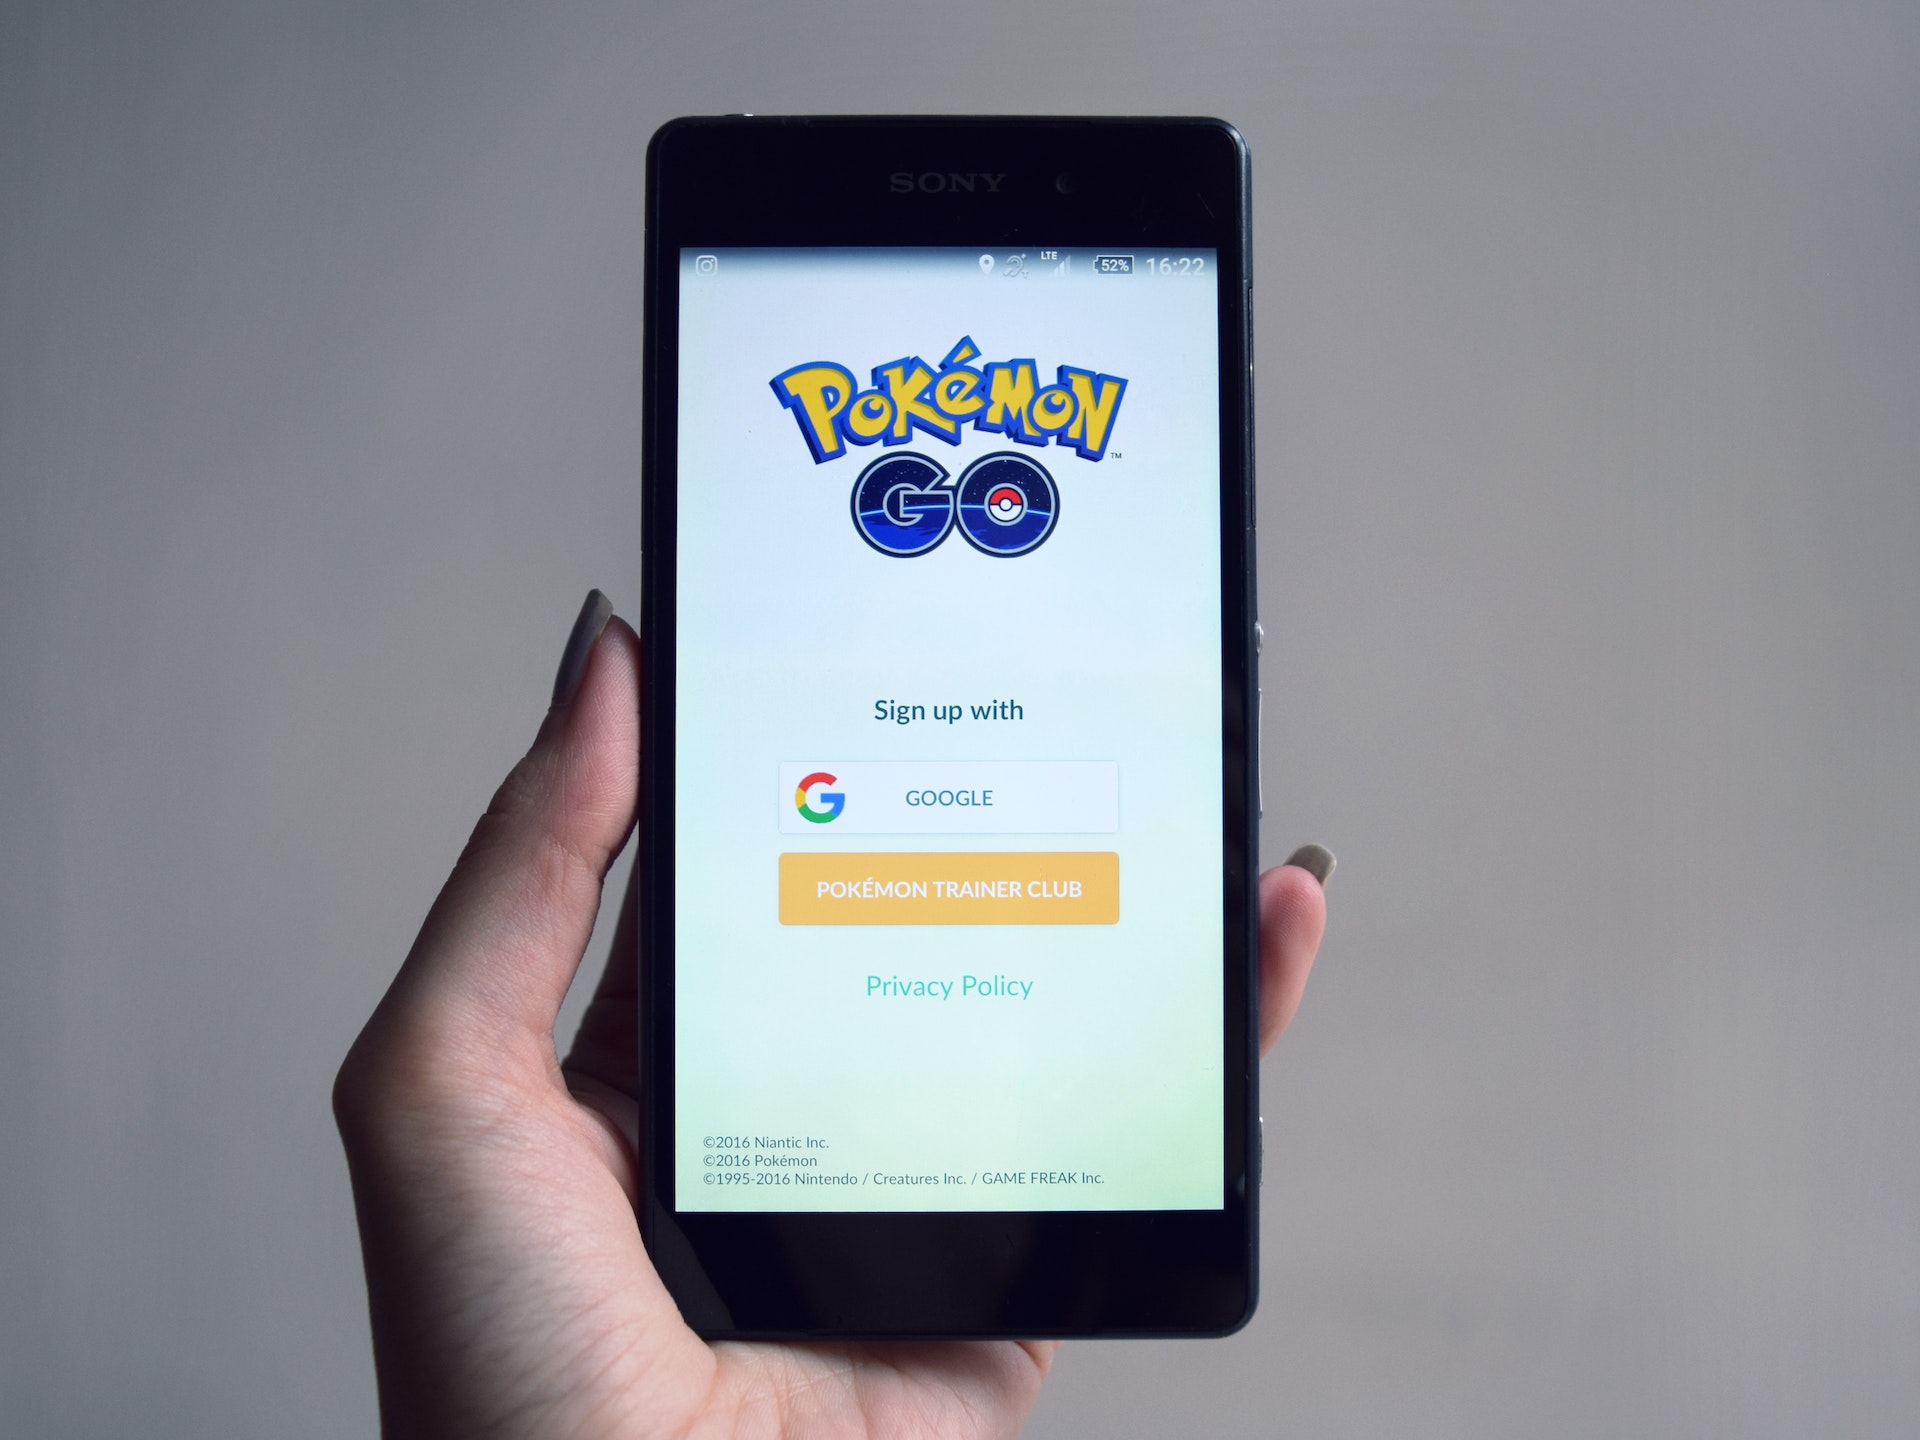 SONY
LTE 52% 16:22
POKéMON
TM
GO
Sign up with
G GOOGLE
POKÉMON TRAINER CLUB
Privacy Policy
©2016 Niantic Inc.
©2016 Pokémon
©1995-2016 Nintendo / Creatures Inc. / GAME FREAK Inc.